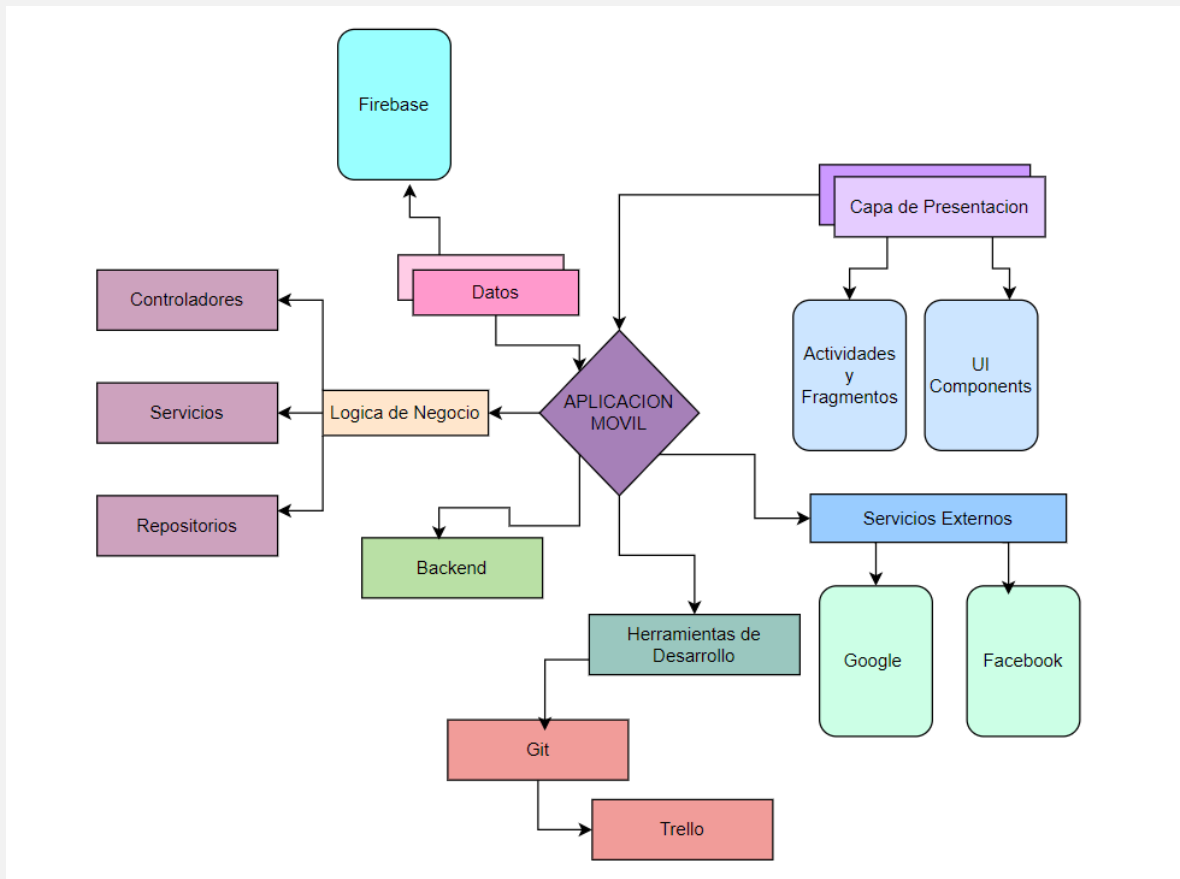 Firebase
Capa de Presentacion
Datos
Controladores
Actividades
y
Fragmentos
UI
Components
APLICACION
MOVIL
Logica de Negocio
Servicios
Servicios Externos
Repositorios
Backend
Herramientas de
Desarrollo
Google
Facebook
Git
Trello